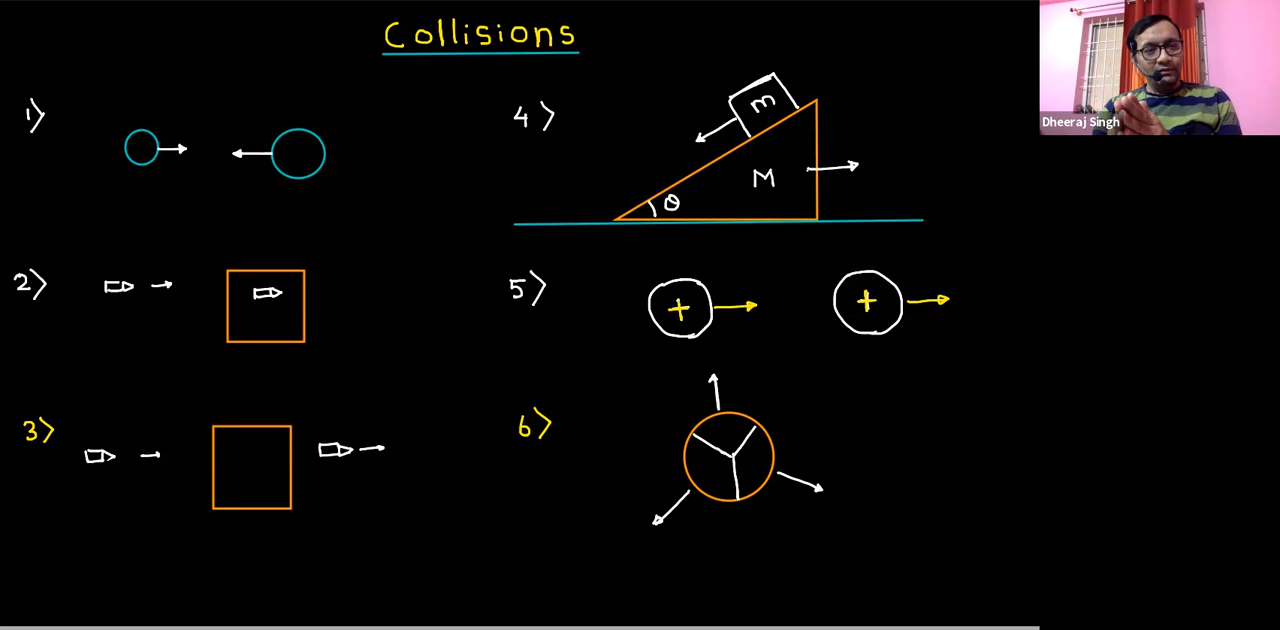 Collisions
1)
2)
3)
4)
m
M
θ
5)
+
+
6)
Dheeraj Singh